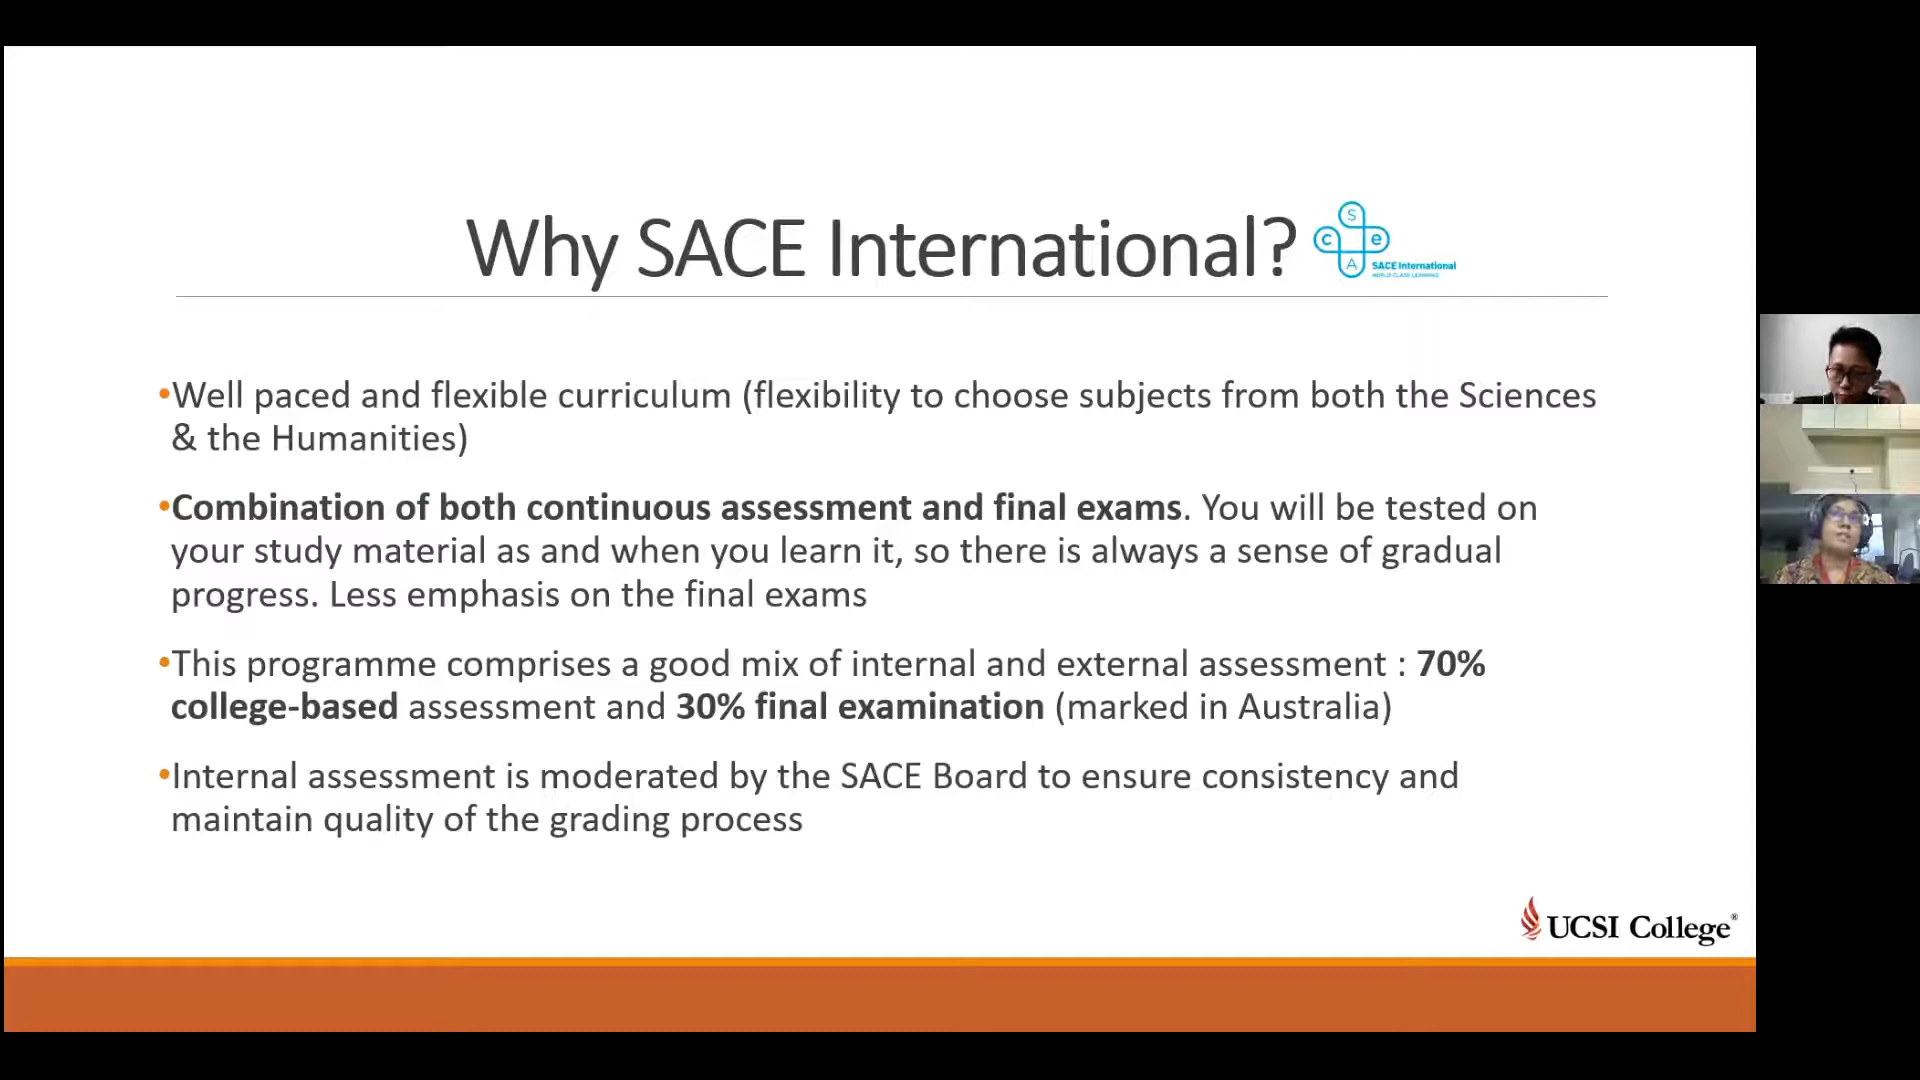 Why SACE International?
S
C e
A
SACE International
WORLD CLASS LEARNING
•Well paced and flexible curriculum (flexibility to choose subjects from both the Sciences
& the Humanities)
•Combination of both continuous assessment and final exams. You will be tested on
your study material as and when you learn it, so there is always a sense of gradual
progress. Less emphasis on the final exams
•This programme comprises a good mix of internal and external assessment : 70%
college-based assessment and 30% final examination (marked in Australia)
•Internal assessment is moderated by the SACE Board to ensure consistency and
maintain quality of the grading process
UCSI College®